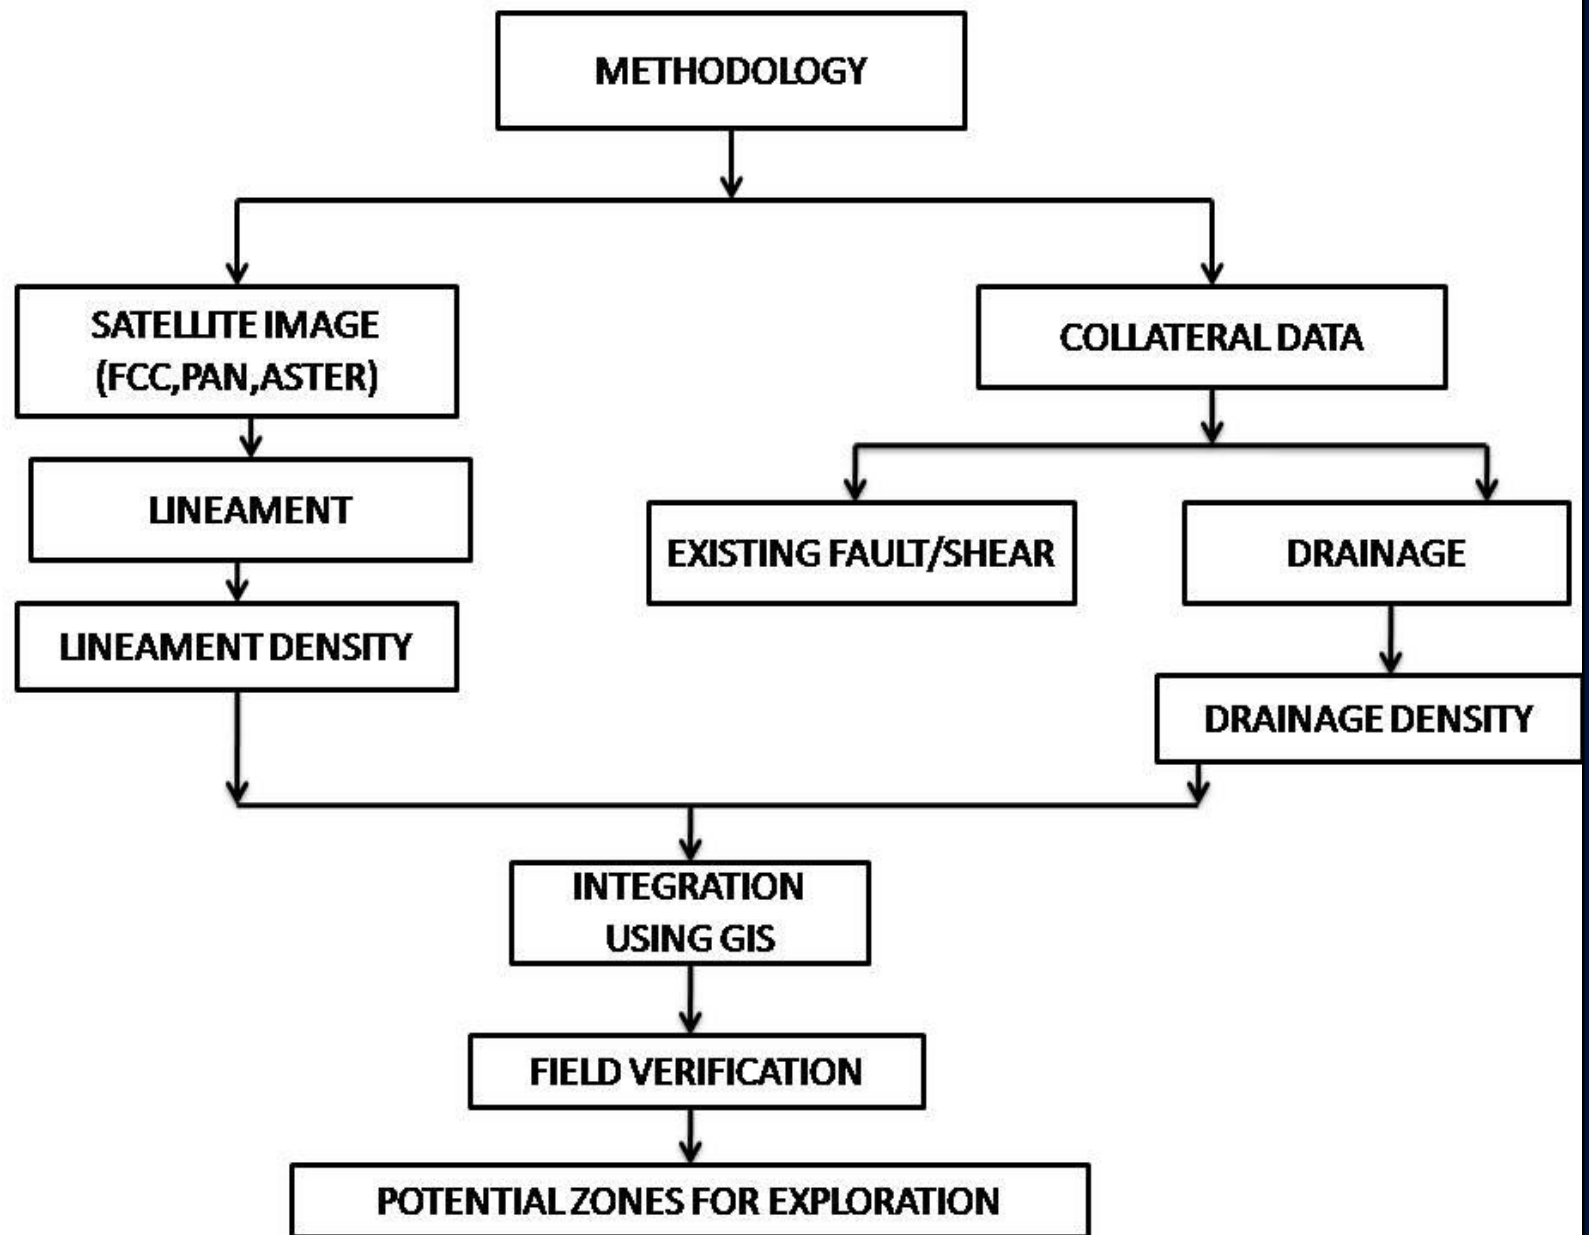 METHODOLOGY
SATELLITE IMAGE
(FCC,PAN,ASTER)
COLLATERAL DATA
LINEAMENT
EXISTING FAULT/SHEAR
DRAINAGE
LINEAMENT DENSITY
DRAINAGE DENSITY
INTEGRATION
USING GIS
FIELD VERIFICATION
POTENTIAL ZONES FOR EXPLORATION